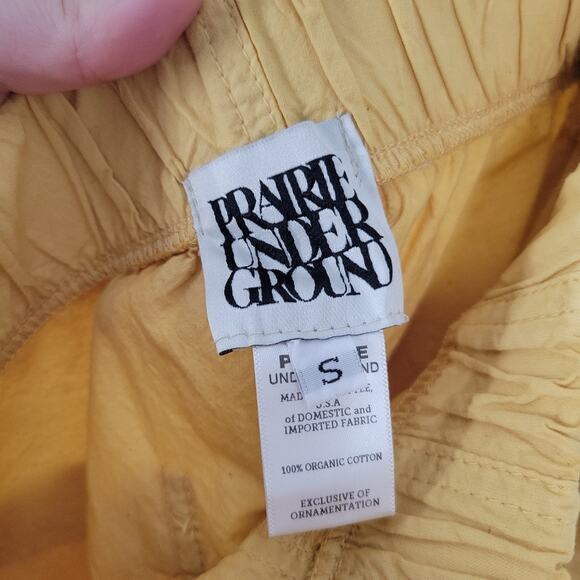 PRAIRIE
UNDER
GROUND
S
U.S.A
of DOMESTIC and
IMPORTED FABRIC
100% ORGANIC COTTON
EXCLUSIVE OF
ORNAMENTATION